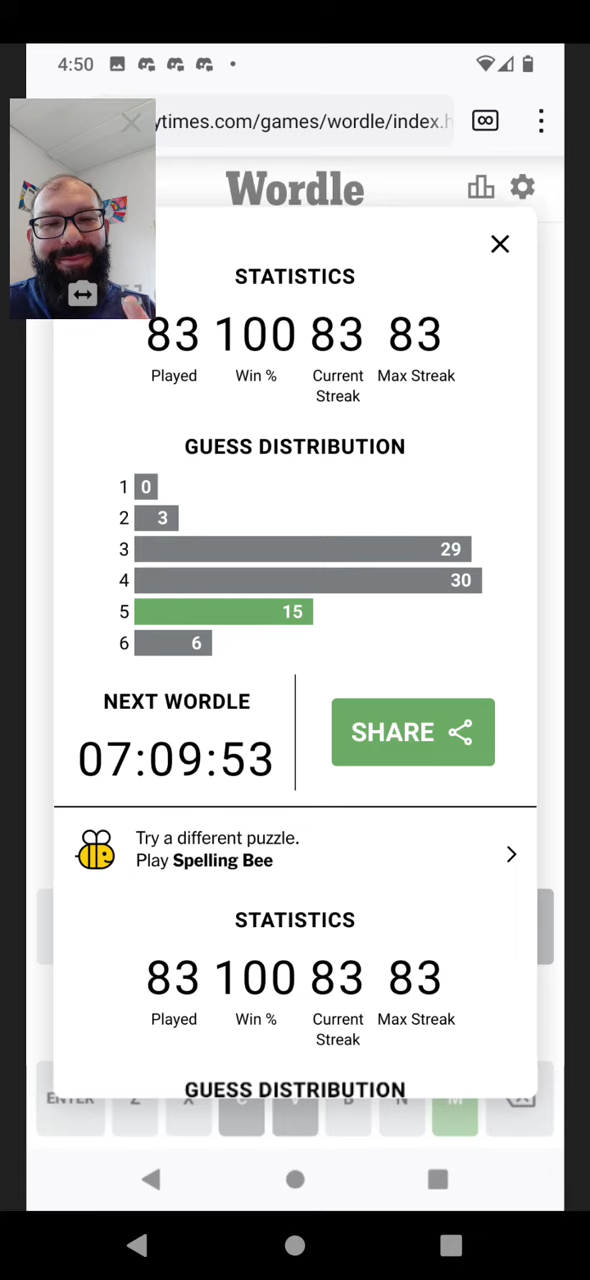 4:50
ytimes.com/games/wordle/index.h
Wordle
STATISTICS
83 100 83 83
Played Win % Current Streak Max Streak
GUESS DISTRIBUTION
1 0
2 3
3 29
4 30
5 15
6 6
NEXT WORDLE
07:09:53
SHARE
Try a different puzzle.
Play Spelling Bee
STATISTICS
83 100 83 83
Played Win % Current Streak Max Streak
GUESS DISTRIBUTION
ENTER Z X C V B N M